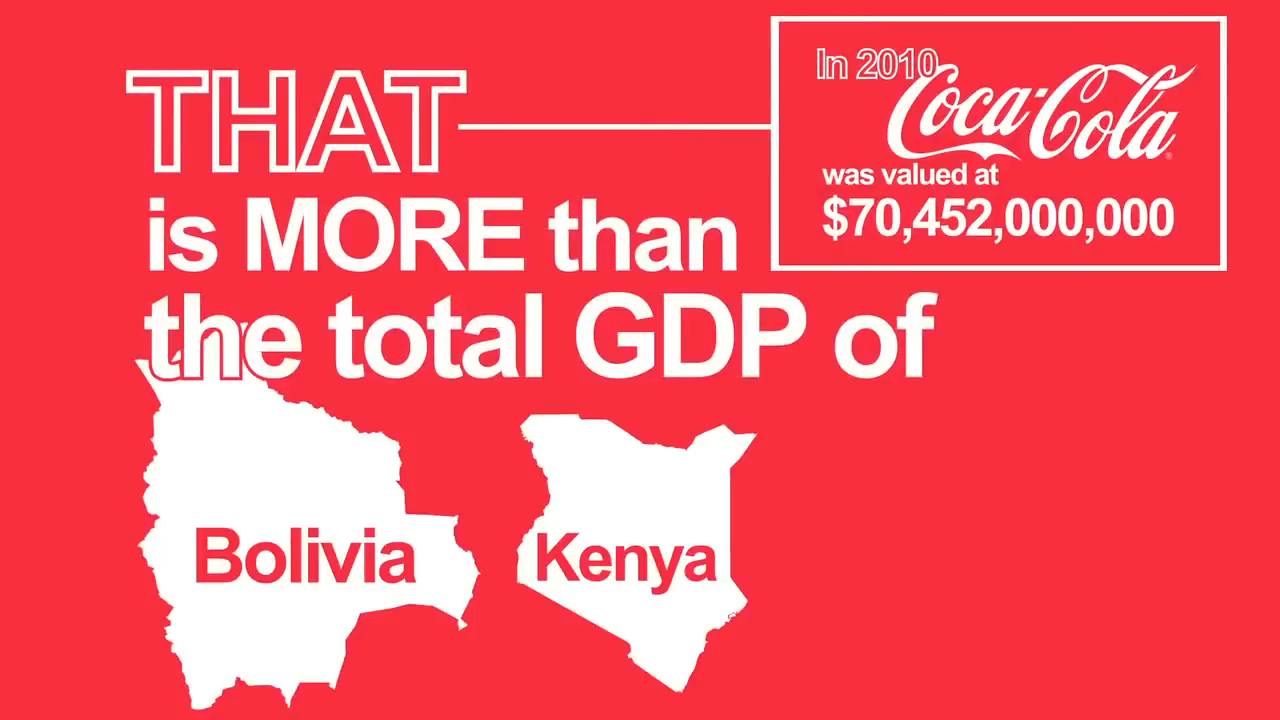 In 2010
Coca-Cola
was valued at
$70,452,000,000
THAT
is MORE than
the total GDP of
Bolivia
Kenya